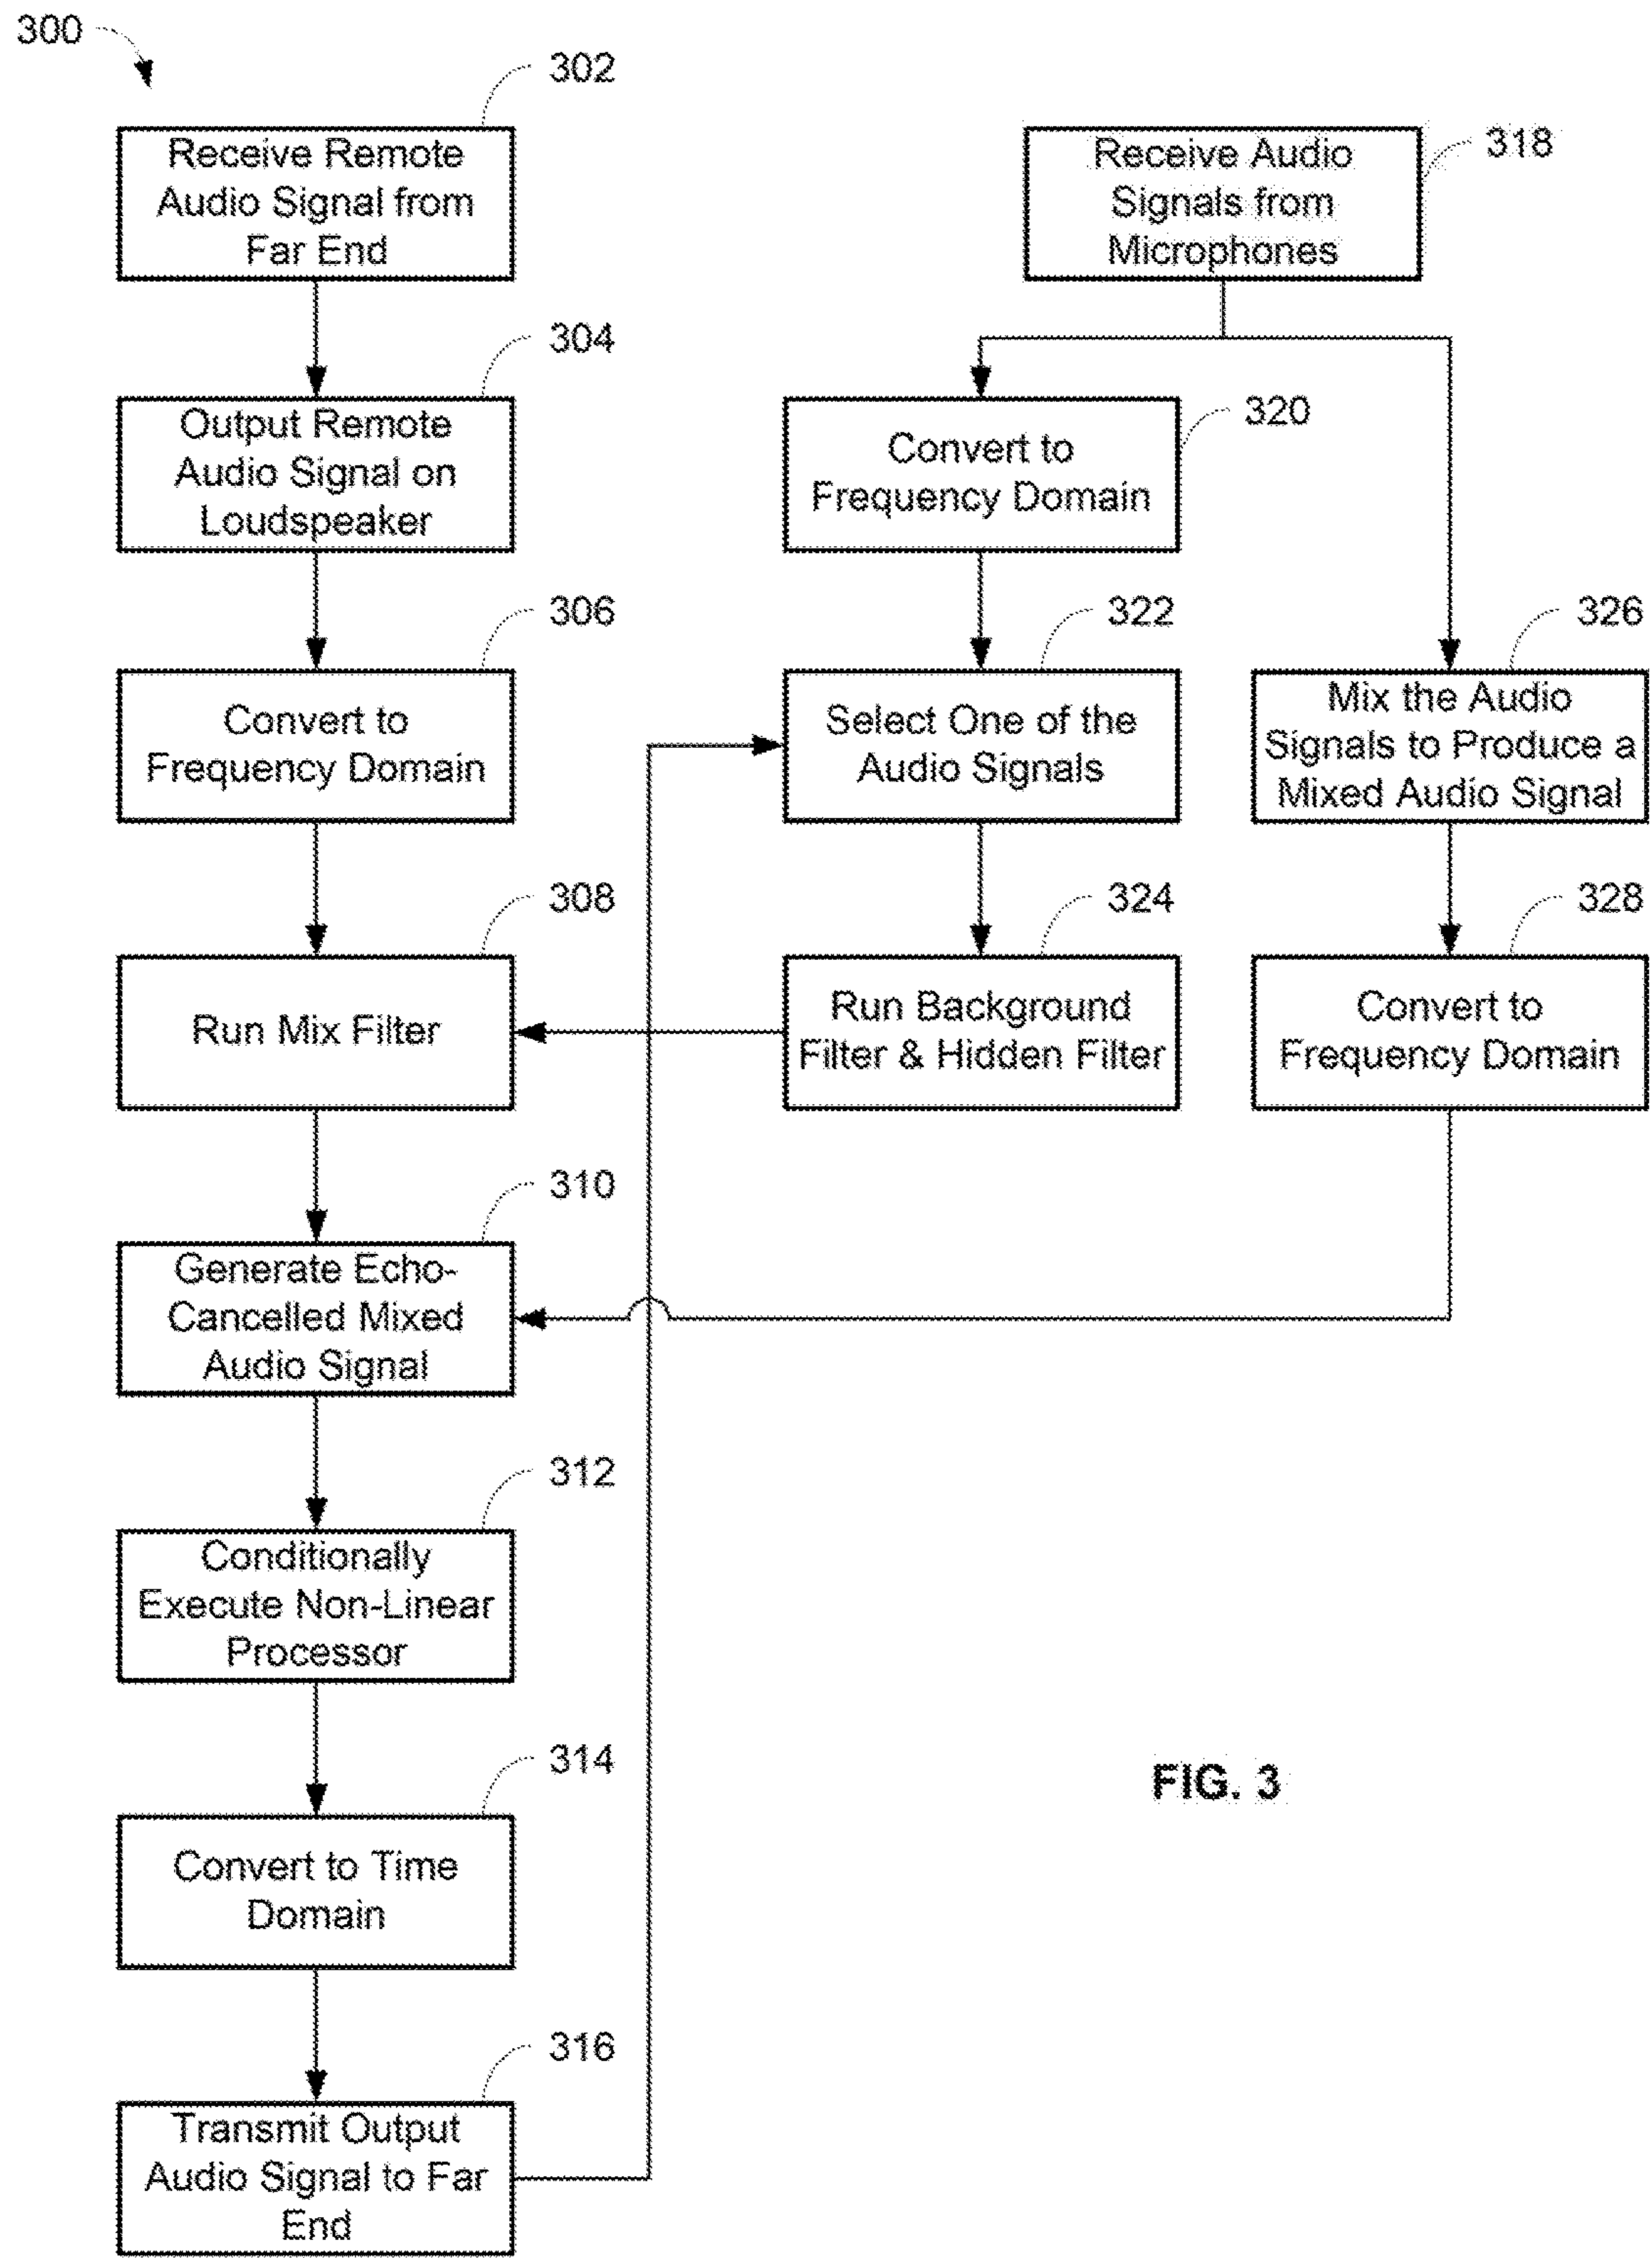 300
302
Receive Remote
Audio Signal from
Far End
304
Output Remote
Audio Signal on
Loudspeaker
306
Convert to
Frequency Domain
308
Run Mix Filter
310
Generate Echo-
Cancelled Mixed
Audio Signal
312
Conditionally
Execute Non-Linear
Processor
314
Convert to Time
Domain
316
Transmit Output
Audio Signal to Far
End
318
Receive Audio
Signals from
Microphones
320
Convert to
Frequency Domain
322
Select One of the
Audio Signals
324
Run Background
Filter & Hidden Filter
326
Mix the Audio
Signals to Produce a
Mixed Audio Signal
328
Convert to
Frequency Domain
FIG. 3